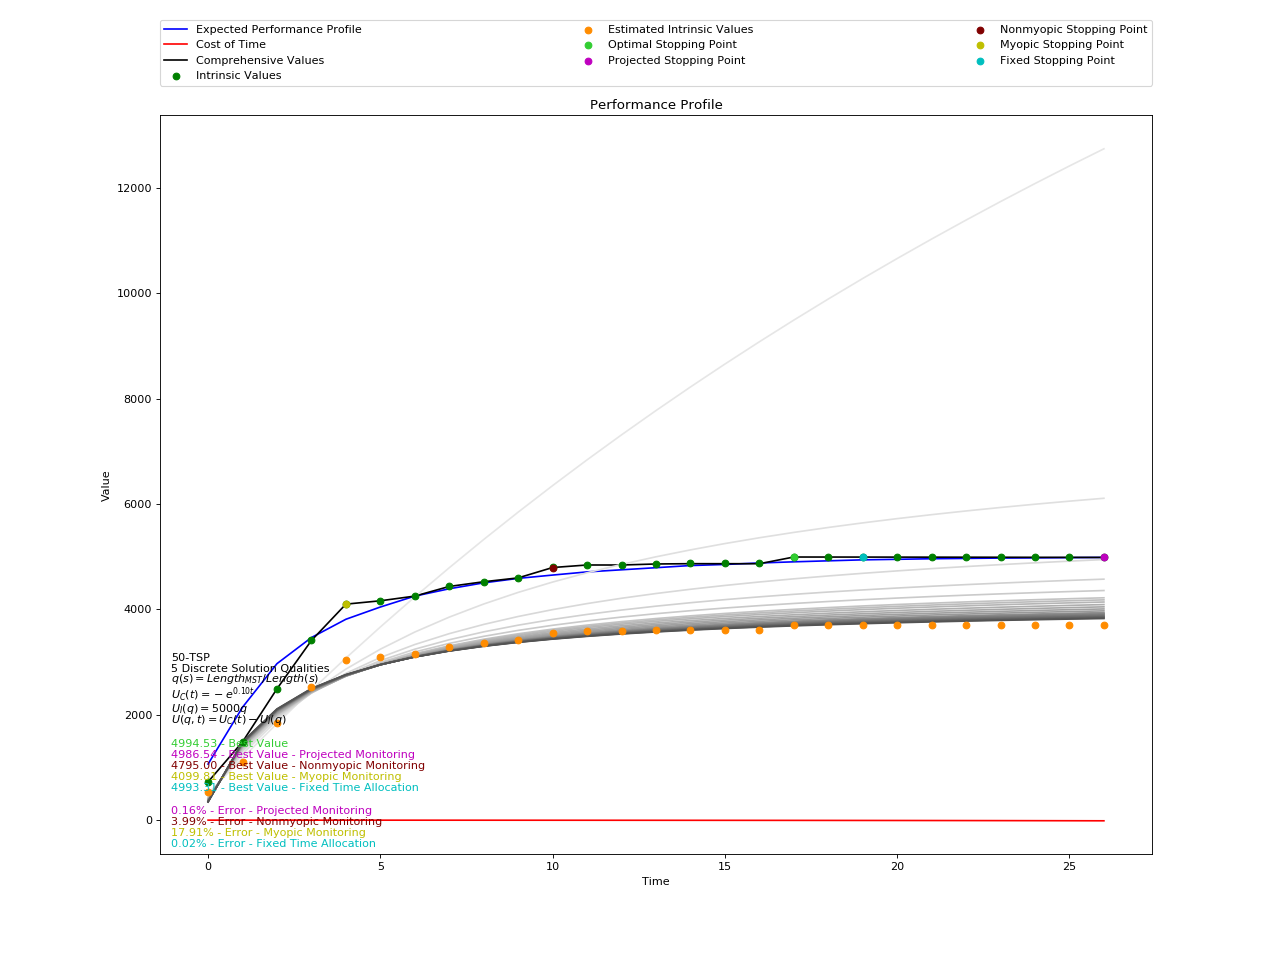 Expected Performance Profile
Cost of Time
Comprehensive Values
Intrinsic Values
Estimated Intrinsic Values
Optimal Stopping Point
Projected Stopping Point
Nonmyopic Stopping Point
Myopic Stopping Point
Fixed Stopping Point
Performance Profile
Value
12000
10000
8000
6000
4000
2000
0
50-TSP
5 Discrete Solution Qualities
q(s) = Length_MST/Length(s)
U_C(t) = −e^0.10t
U_I(q) = 5000q
U(q, t) = U_C(t) − U_I(q)
4994.53 - Best Value
4986.54 - Best Value - Projected Monitoring
4795.00 - Best Value - Nonmyopic Monitoring
- Best Value - Myopic Monitoring
- Best Value - Fixed Time Allocation
0.16% - Error - Projected Monitoring
3.99% - Error - Nonmyopic Monitoring
17.91% - Error - Myopic Monitoring
0.02% - Error - Fixed Time Allocation
0 5 10 15 20 25
Time